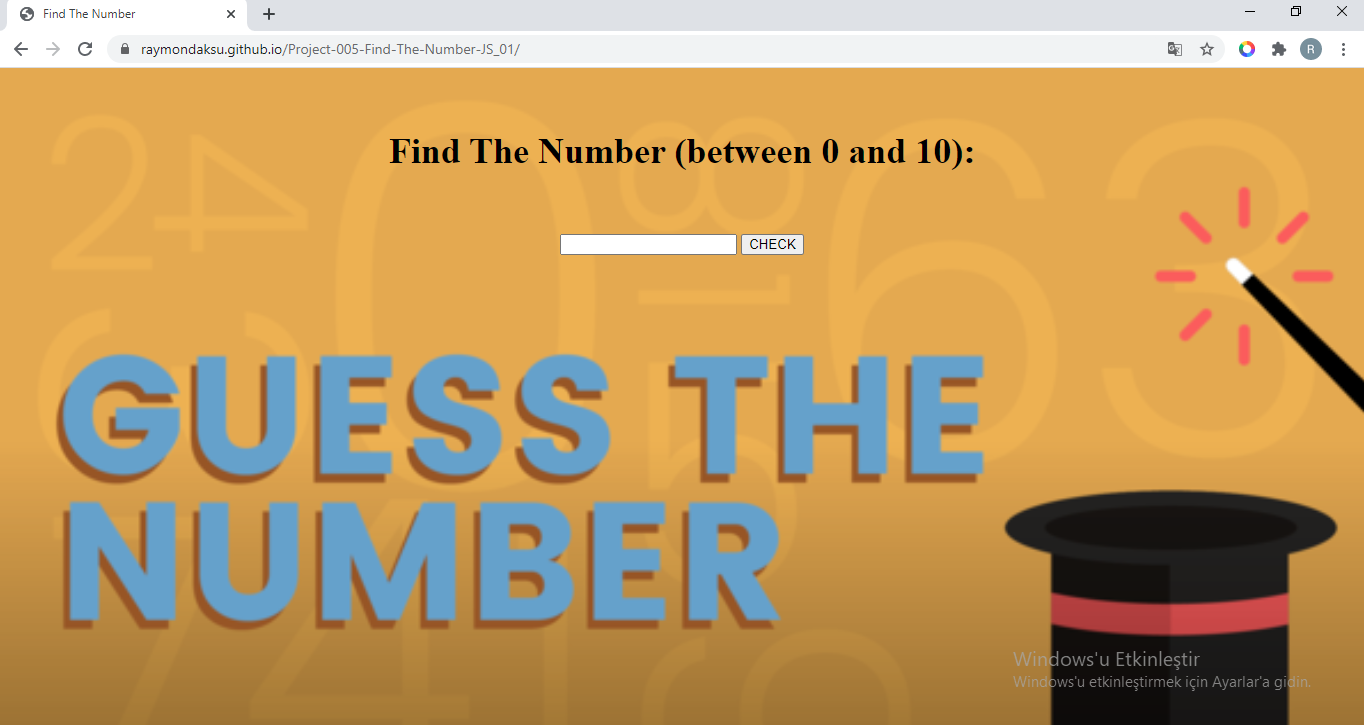 Find The Number
raymondaksu.github.io/Project-005-Find-The-Number-JS_01/
R
Find The Number (between 0 and 10):
CHECK
GUESS THE
NUMBER
Windows'u Etkinleştir
Windows'u etkinleştirmek için Ayarlar'a gidin.